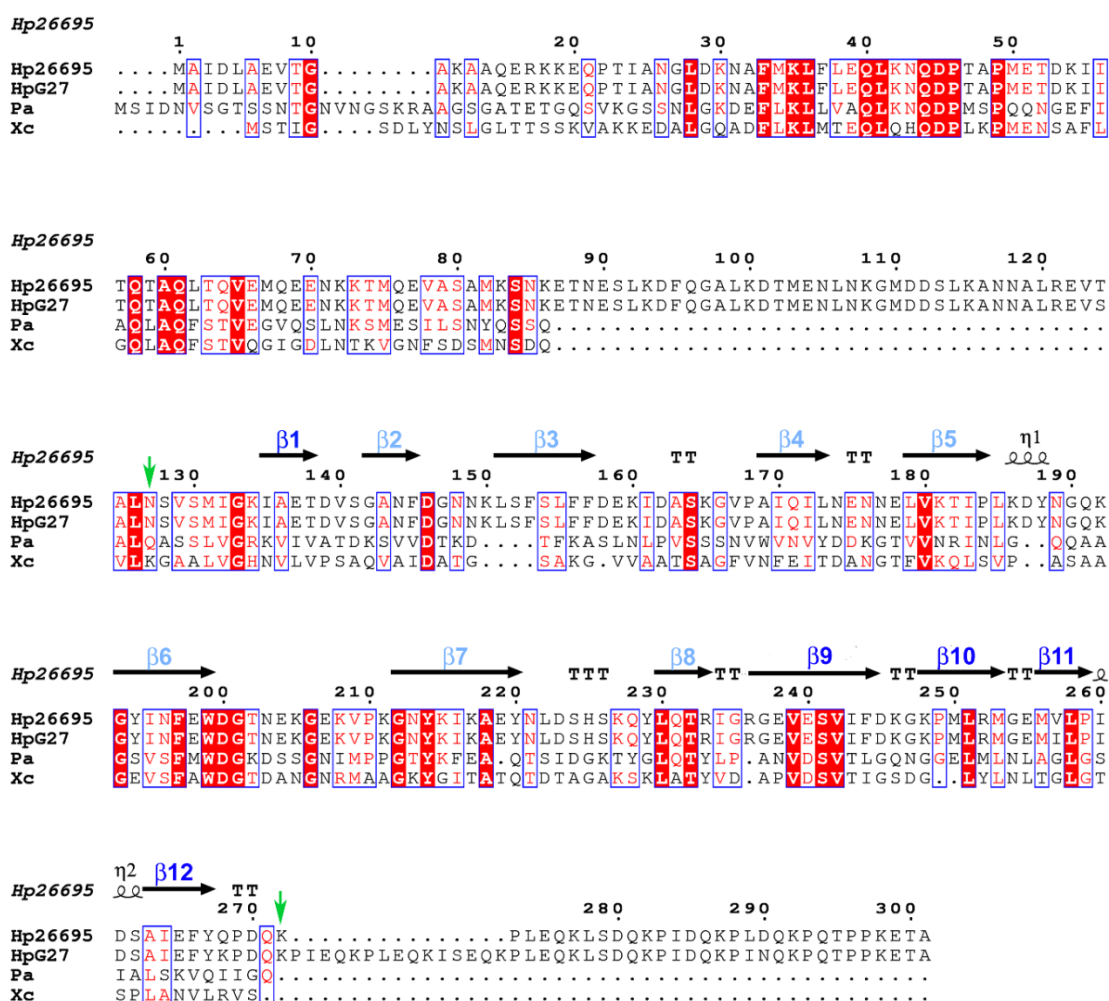 Hp26695
1 10 20 30 40 50
Hp26695 ....MAIDLAEVTG........AKAAQERKKEQPTIANGLDKNAFMKLFLEQLKNQDPTAPMETDKII
HpG27 ....MAIDLAEVTG........AKAAQERKKEQPTIANGLDKNAFMKLFLEQLKNQDPTAPMETDKII
Pa MSIDNVSGTSSNTGNVNGSKRAAGSGATETGQSVKGSSNLGKDEFLKLLVAQLKNQDPMSPQQNGEFI
Xc .........MSTIG....SDLYNSLGLTTSSKVAKKEDALGQADFLKLMTEQLQHQDPLKPMENSAFL
Hp26695
60 70 80 90 100 110 120
Hp26695 TQTAQLTQVEMQEENKKTMQEVASAMKSNKETNESLKDFQGALKDTMENLNKGMDDSLKANNALREVT
HpG27 TQTAQLTQVEMQEENKKTMQEVASAMKSNKETNESLKDFQGALKDTMENLNKGMDDSLKANNALREVS
Pa AQLAQFSTVEGVQSLNKSMESILSNYQSSQ......................................
Xc GQLAQFSTVQGIGDLNTKVGNFSDSMNSDQ......................................
β1 β2 β3 β4 β5 η1
Hp26695 TT TT
130 140 150 160 170 180 190
Hp26695 ALNSVSMIGKIAETDVSGANFDGNNKLSFSLFFDEKIDASKGVPAIQILNENNELVKTIPLKDYNGQK
HpG27 ALNSVSMIGKIAETDVSGANFDGNNKLSFSLFFDEKIDASKGVPAIQILNENNELVKTIPLKDYNGQK
Pa ALQASSLVGRKVIVATDKSVVDTKD....TFKASLNLPVSSSNVWVNVYDDKGTVVNRINLG..QQAA
Xc VLKGAALVGHNVLVPSAQVAIDATG....SAKG.VVAATSAGFVNFEITDANGTFVKQLSVP..ASAA
β6 β7 β8 β9 β10 β11
Hp26695 TTT TT TT TT
200 210 220 230 240 250 260
Hp26695 GYINFEWDGTNEKGEKVPKGNYKIKAEYNLDSHSKQYLQTRIGRGEVESVIFDKGKPMLRMGEMVLPI
HpG27 GYINFEWDGTNEKGEKVPKGNYKIKAEYNLDSHSKQYLQTRIGRGEVESVIFDKGKPMLRMGEMILPI
Pa GSVSFMWDGKDSSGNIMPPGTYKFEA.QTSIDGKTYGLQTYLP.ANVDSVTLGQNGGELMLNLAGLGS
Xc GEVSFAWDGTDANGNRMAAGKYGITATQTDTAGAKSKLATYVD.APVDSVTIGSDG..LYLNLTGLGT
η2 β12
Hp26695 TT
270 280 290 300
Hp26695 DSAIEFYQPDQK...............PLEQKLSDQKPIDQKPLDQKPQTPPKETA
HpG27 DSAIEFYKPDQKPIEQKPLEQKISEQKPLEQKLSDQKPIDQKPINQKPQTPPKETA
Pa IALSKVQIIGQ.............................................
Xc SPLANVLRVS..............................................